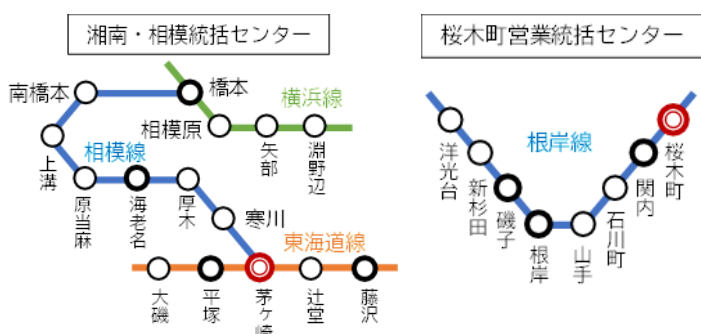 湘南・相模統括センター
桜木町営業統括センター
橋本
南橋本
横浜線
相模原
矢部
淵野辺
上溝
相模線
原当麻
海老名
厚木
寒川
東海道線
大磯
平塚
茅ヶ崎
辻堂
藤沢
根岸線
洋光台
新杉田
磯子
根岸
山手
石川町
関内
桜木町